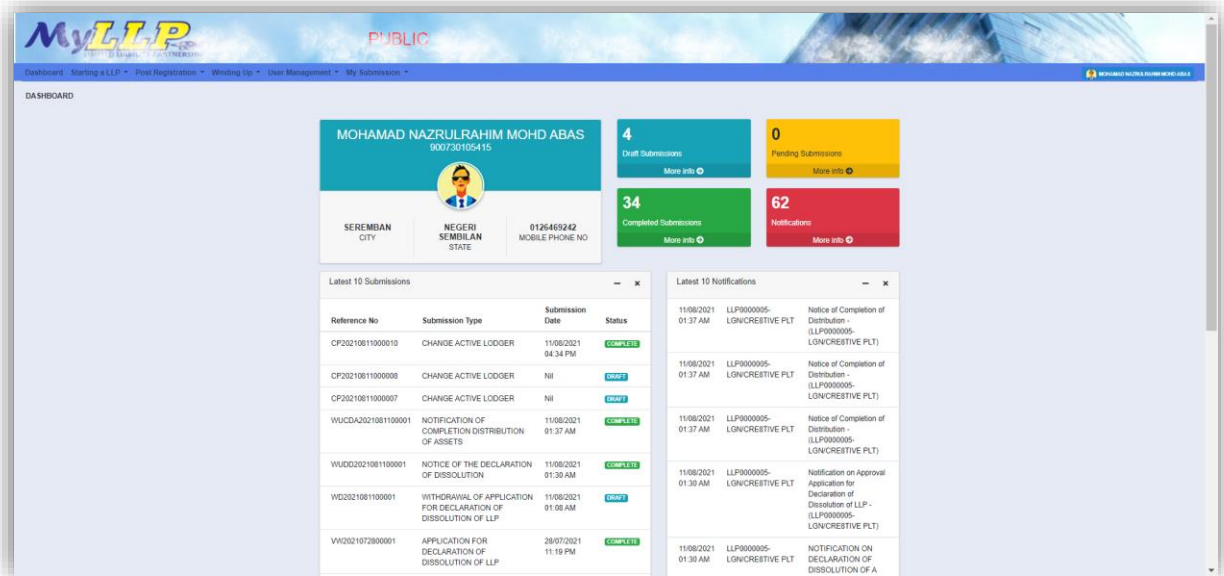 MyLLP
LIMITED LIABILITY PARTNERSHIP
PUBLIC
Dashboard Starting a LLP Post Registration Winding Up User Management My Submission
MOHAMAD NAZRULRAHIM MOHD ABAS
DASHBOARD
MOHAMAD NAZRULRAHIM MOHD ABAS
900730105415
SEREMBAN
CITY
NEGERI
SEMBILAN
STATE
0126469242
MOBILE PHONE NO
4
Draft Submissions
More info
0
Pending Submissions
More info
34
Completed Submissions
More info
62
Notifications
More info
Latest 10 Submissions
Reference No Submission Type Submission Date Status
CP20210811000010 CHANGE ACTIVE LODGER 11/08/2021 COMPLETE
04:34 PM
CP20210811000008 CHANGE ACTIVE LODGER Nil DRAFT
CP20210811000007 CHANGE ACTIVE LODGER Nil DRAFT
WUCDA2021081100001 NOTIFICATION OF 11/08/2021 COMPLETE
COMPLETION DISTRIBUTION 01:37 AM
OF ASSETS
WUDD2021081100001 NOTICE OF THE DECLARATION 11/08/2021 COMPLETE
OF DISSOLUTION 01:30 AM
WD2021081100001 WITHDRAWAL OF APPLICATION 11/08/2021 DRAFT
FOR DECLARATION OF 01:08 AM
DISSOLUTION OF LLP
VW2021072800001 APPLICATION FOR 28/07/2021 COMPLETE
DECLARATION OF 11:19 PM
DISSOLUTION OF LLP
Latest 10 Notifications
11/08/2021 LLP0000005- Notice of Completion of
01:37 AM LGN/CRE8TIVE PLT Distribution -
(LLP0000005-
LGN/CRE8TIVE PLT)
11/08/2021 LLP0000005- Notice of Completion of
01:37 AM LGN/CRE8TIVE PLT Distribution -
(LLP0000005-
LGN/CRE8TIVE PLT)
11/08/2021 LLP0000005- Notice of Completion of
01:37 AM LGN/CRE8TIVE PLT Distribution -
(LLP0000005-
LGN/CRE8TIVE PLT)
11/08/2021 LLP0000005- Notification on Approval
01:30 AM LGN/CRE8TIVE PLT Application for
Declaration of
Dissolution of LLP -
(LLP0000005-
LGN/CRE8TIVE PLT)
11/08/2021 LLP0000005- NOTIFICATION ON
01:30 AM LGN/CRE8TIVE PLT DECLARATION OF
DISSOLUTION OF A